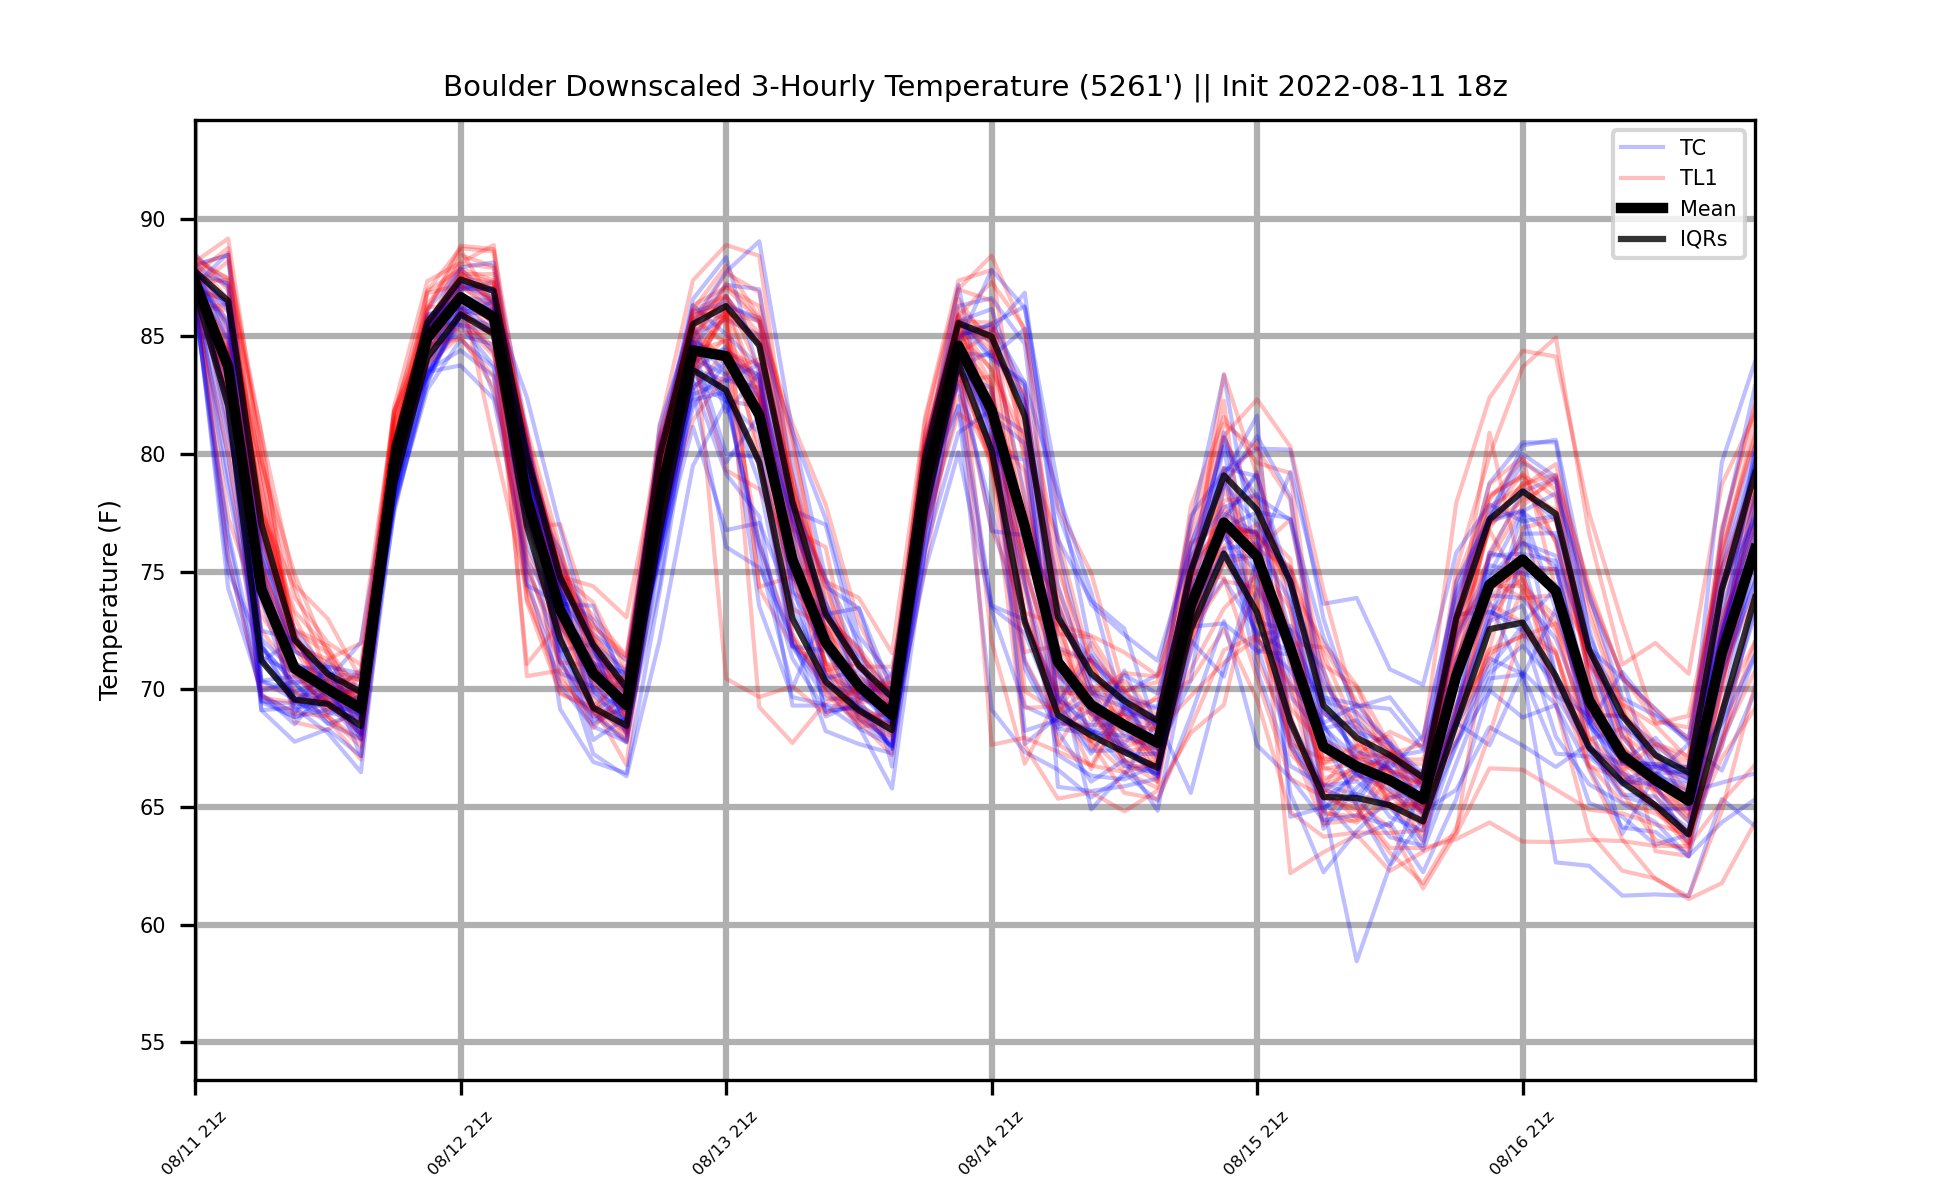 Boulder Downscaled 3-Hourly Temperature (5261') || Init 2022-08-11 18z
TC
TL1
Mean
IQRs
Temperature (F)
90
85
80
75
70
65
60
55
08/11 21z
08/12 21z
08/13 21z
08/14 21z
08/15 21z
08/16 21z